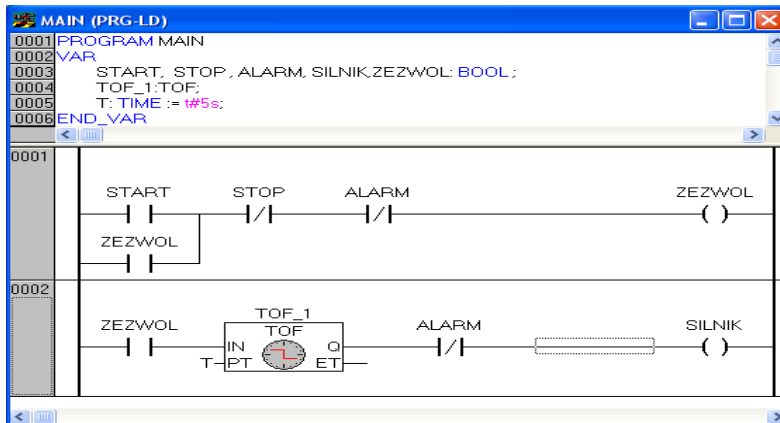 MAIN (PRG-LD)
0001 PROGRAM MAIN
0002 VAR
0003 START, STOP, ALARM, SILNIK,ZEZWOL: BOOL;
0004 TOF_1:TOF;
0005 T: TIME := t#5s;
0006 END_VAR
0001
START STOP ALARM ZEZWOL
ZEZWOL
0002
TOF_1
ZEZWOL TOF ALARM SILNIK
IN Q
T PT ET